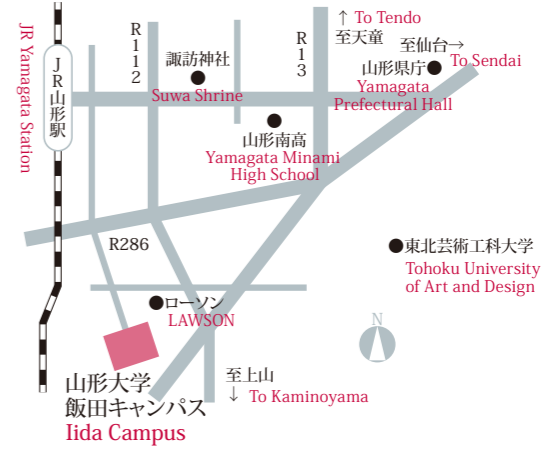 ↑ To Tendo
至天童
R112
R13
至仙台→
To Sendai
諏訪神社
Suwa Shrine
山形県庁
Yamagata
Prefectural Hall
JR山形駅
JR Yamagata Station
山形南高
Yamagata Minami
High School
R286
東北芸術工科大学
Tohoku University
of Art and Design
ローソン
LAWSON
N
山形大学
飯田キャンパス
Iida Campus
至上山
↓ To Kaminoyama